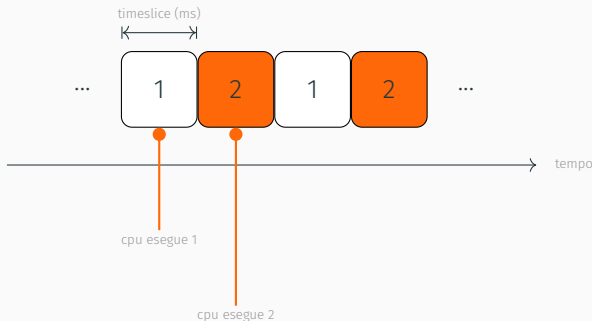 timeslice (ms)
... 1 2 1 2 ...
tempo
cpu esegue 1
cpu esegue 2